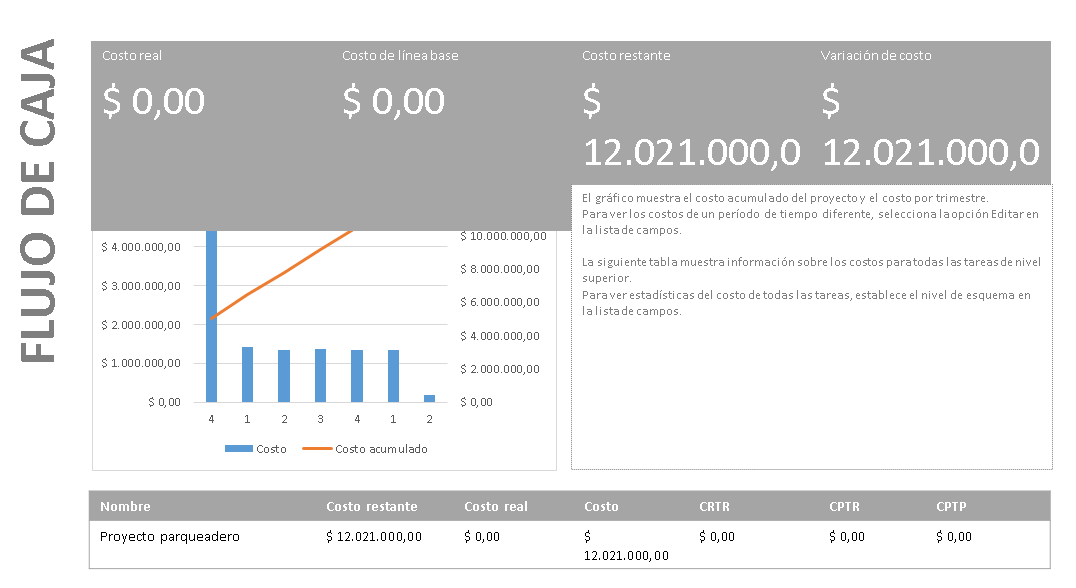 FLUJO DE CAJA
Costo real
$ 0,00
Costo de línea base
$ 0,00
Costo restante
$
12.021.000,0
Variación de costo
$
12.021.000,0
El gráfico muestra el costo acumulado del proyecto y el costo por trimestre.
Para ver los costos de un período de tiempo diferente, selecciona la opción Editar en
la lista de campos.
La siguiente tabla muestra información sobre los costos para todas las tareas de nivel
superior.
Para ver estadísticas del costo de todas las tareas, establece el nivel de esquema en
la lista de campos.
$ 4.000.000,00
$ 3.000.000,00
$ 2.000.000,00
$ 1.000.000,00
$ 0,00
$ 10.000.000,00
$ 8.000.000,00
$ 6.000.000,00
$ 4.000.000,00
$ 2.000.000,00
$ 0,00
4 1 2 3 4 1 2
Costo Costo acumulado
Nombre Costo restante Costo real Costo CRTR CPTR CPTP
Proyecto parqueadero $ 12.021.000,00 $ 0,00 $ $ 0,00 $ 0,00 $ 0,00
12.021.000,00